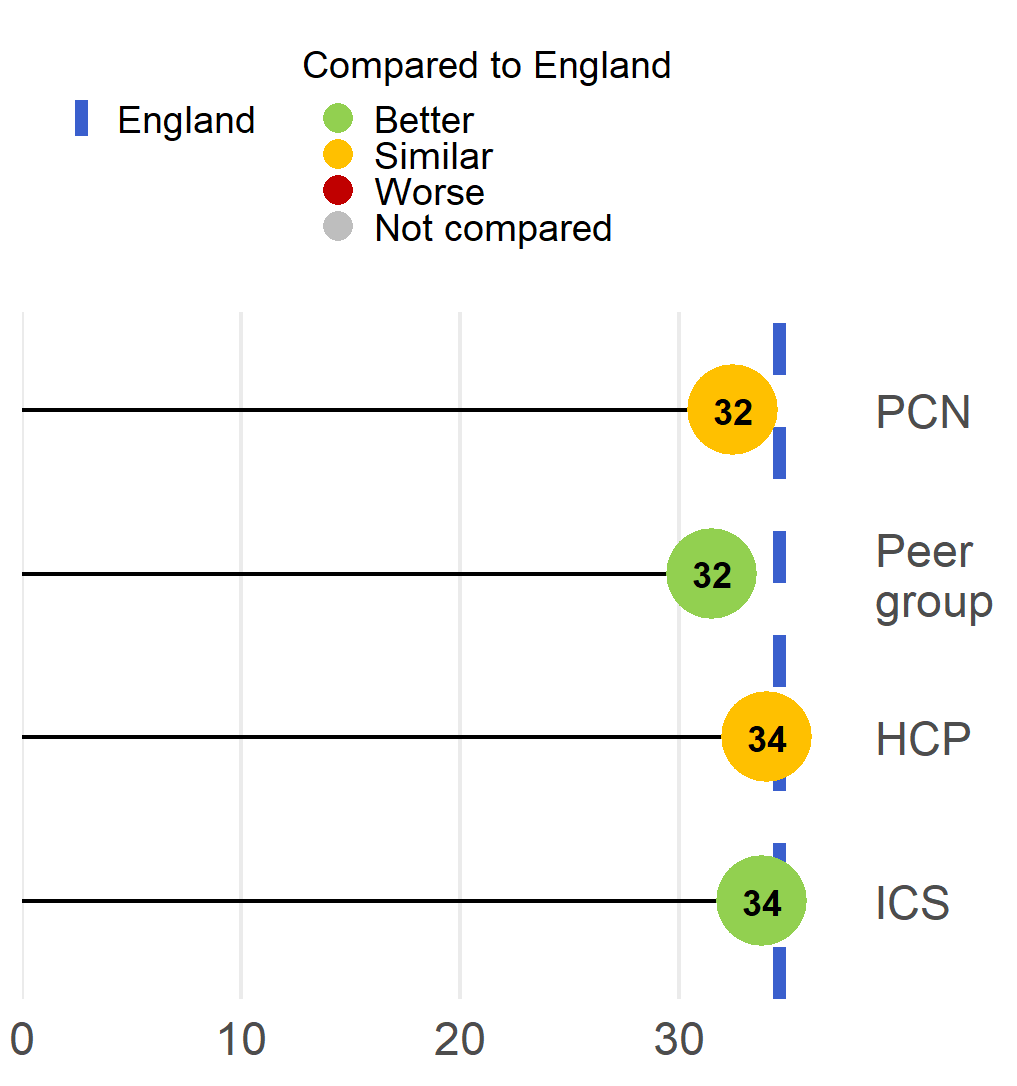 Compared to England
England
Better
Similar
Worse
Not compared
32
PCN
32
Peer
group
34
HCP
34
ICS
0 10 20 30